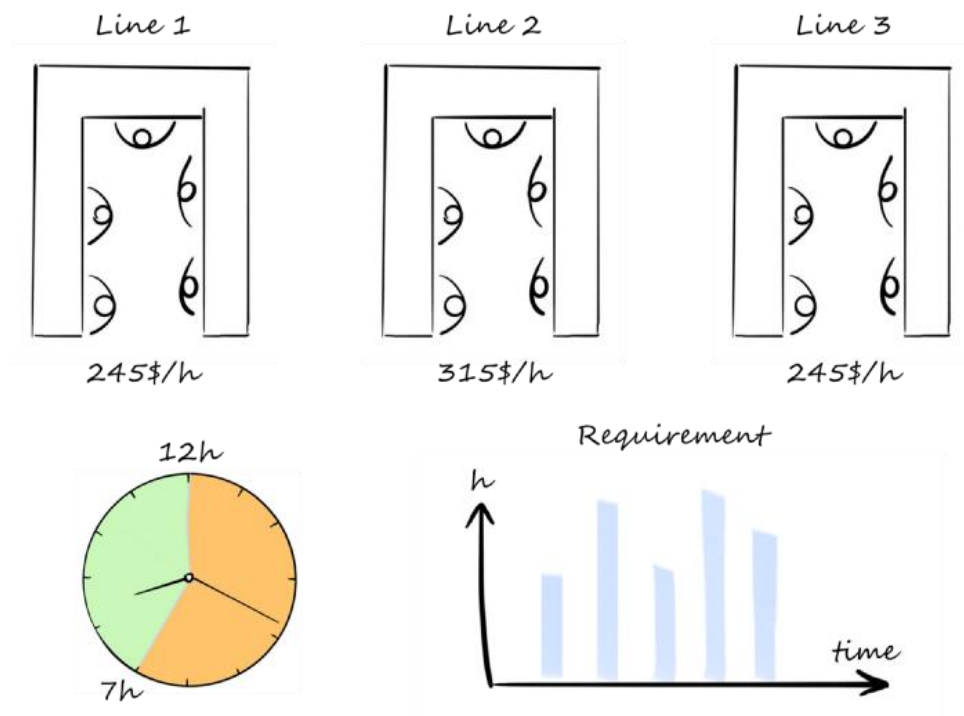 Line 1
Line 2
Line 3
245$/h
315$/h
245$/h
12h
7h
Requirement
h
time